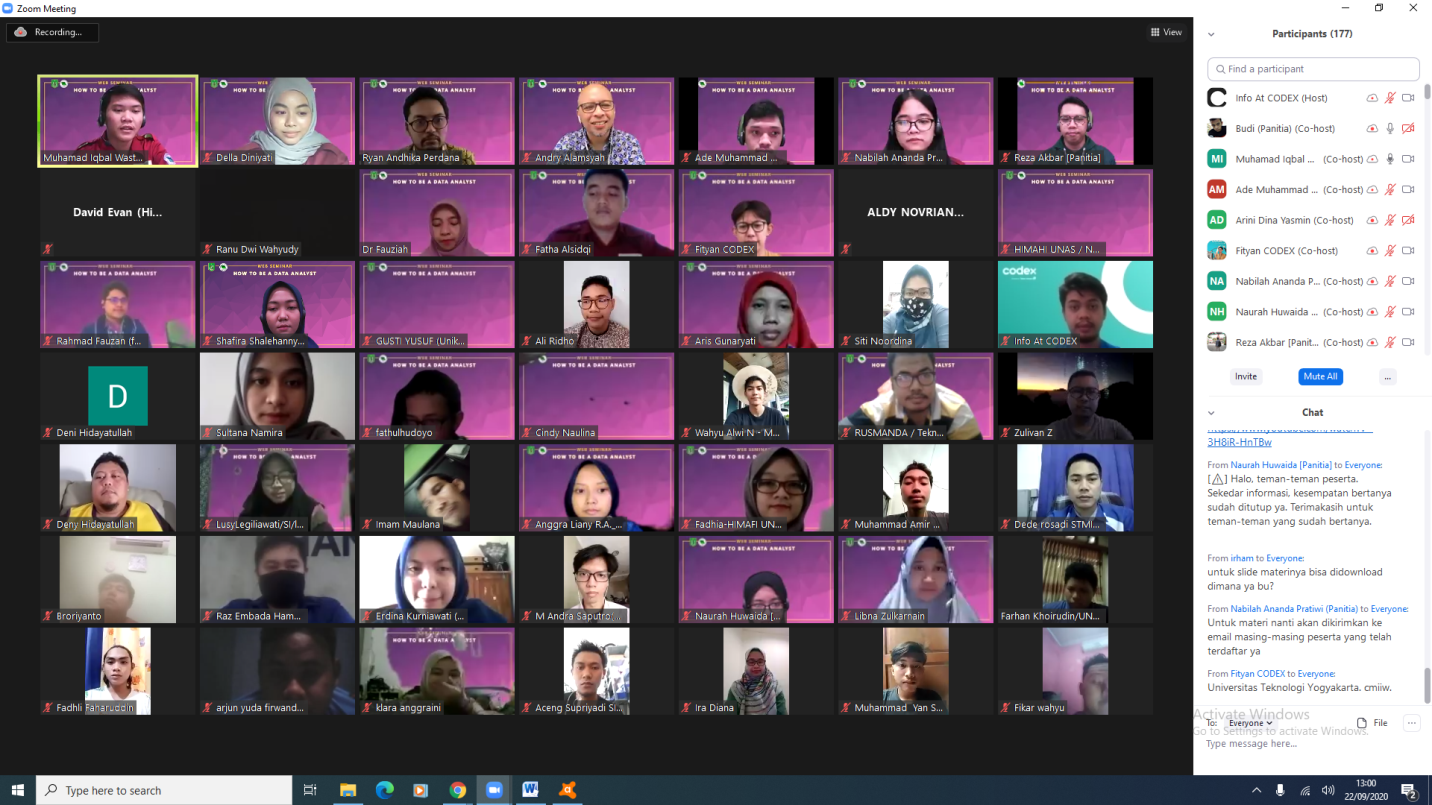 Zoom Meeting
Recording...
View
WEB SEMINAR
HOW TO BE A DATA ANALYST
Muhamad Iqbal Wast...
Della Diniyati
Ryan Andhika Perdana
Andry Alamsyah
Ade Muhammad ...
Nabilah Ananda Pr...
Reza Akbar [Panitia]
David Evan (Hi...
Ranu Dwi Wahyudy
Dr Fauziah
Fatha Alsidqi
Fityan CODEX
ALDY NOVRIAN...
HIMAHI UNAS / N...
Rahmad Fauzan (f...
Shafira Shalehanny...
GUSTI YUSUF (Unik...
Ali Ridho
Aris Gunaryati
Siti Noordina
codex
Info At CODEX
D
Deni Hidayatullah
Sultana Namira
fathulhudoyo
Cindy Naulina
Wahyu Alwi N - M...
RUSMANDA / Tekn...
Zulivan Z
Deny Hidayatullah
LusyLegiliawati/SI/I...
Imam Maulana
Anggra Liany R.A._...
Fadhia-HIMAFI UN...
Muhammad Amir ...
Dede rosadi STMI...
Broriyanto
Raz Embada Ham...
Erdina Kurniawati (...
M Andra Saputro(...
Naurah Huwaida [...
Libna Zulkarnain
Farhan Khoirudin/UN...
Fadhli Faharuddin
arjun yuda firwand...
klara anggraini
Aceng Supriyadi SI...
Ira Diana
Muhammad Yan S...
Fikar wahyu
Participants (177)
Find a participant
Info At CODEX (Host)
Budi (Panitia) (Co-host)
MI Muhamad Iqbal ... (Co-host)
AM Ade Muhammad ... (Co-host)
AD Arini Dina Yasmin (Co-host)
Fityan CODEX (Co-host)
NA Nabilah Ananda P... (Co-host)
NH Naurah Huwaida ... (Co-host)
Reza Akbar [Panit... (Co-host)
Invite
Mute All
...
Chat
3H8iR-HnTBw
From Naurah Huwaida [Panitia] to Everyone:
[⚠] Halo, teman-teman peserta.
Sekedar informasi, kesempatan bertanya
sudah ditutup ya. Terimakasih untuk
teman-teman yang sudah bertanya.
From irham to Everyone:
untuk slide materinya bisa didownload
dimana ya bu?
From Nabilah Ananda Pratiwi (Panitia) to Everyone:
Untuk materi nanti akan dikirimkan ke
email masing-masing peserta yang telah
terdaftar ya
From Fityan CODEX to Everyone:
Universitas Teknologi Yogyakarta. cmiiw.
Activate Windows
Go to Settings to activate Windows.
To: Everyone
File
...
Type message here...
Type here to search
13:00
22/09/2020
2